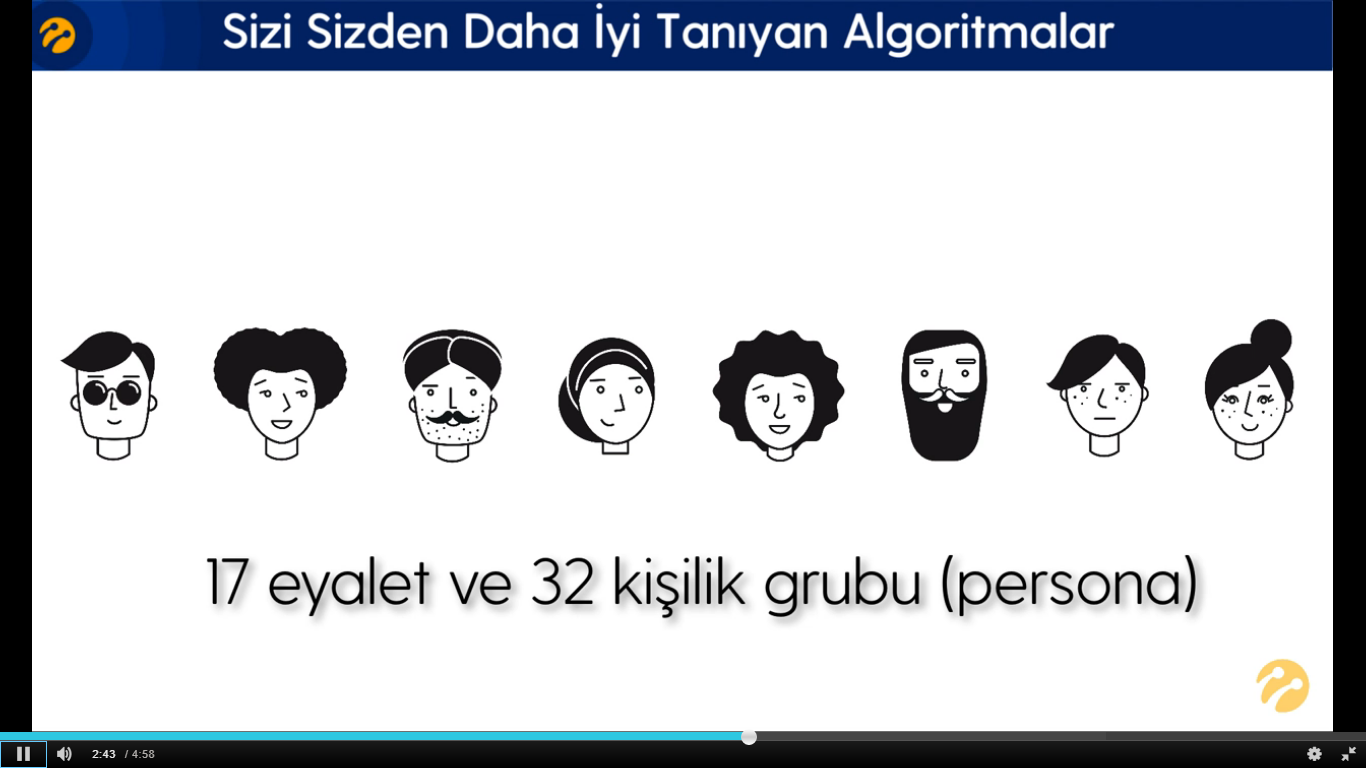 Sizi Sizden Daha İyi Tanıyan Algoritmalar
17 eyalet ve 32 kişilik grubu (persona)
2:43 / 4:58